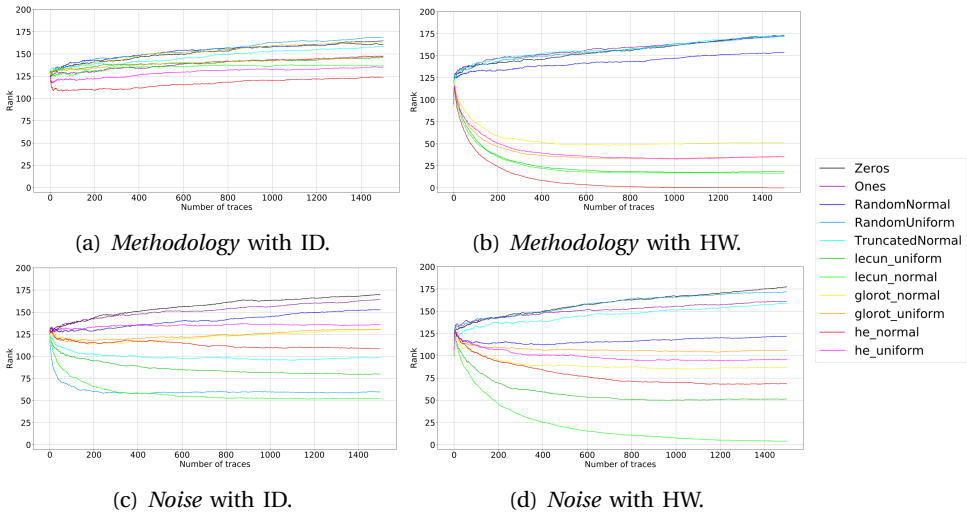 200
175
150
125
100
75
50
25
0
Rank
0 200 400 600 800 1000 1200 1400
Number of traces
(a) Methodology with ID.
200
175
150
125
100
75
50
25
0
Rank
0 200 400 600 800 1000 1200 1400
Number of traces
(b) Methodology with HW.
Zeros
Ones
RandomNormal
RandomUniform
TruncatedNormal
lecun_uniform
lecun_normal
glorot_normal
glorot_uniform
he_normal
he_uniform
200
175
150
125
100
75
50
25
0
Rank
0 200 400 600 800 1000 1200 1400
Number of traces
(c) Noise with ID.
200
175
150
125
100
75
50
25
0
Rank
0 200 400 600 800 1000 1200 1400
Number of traces
(d) Noise with HW.